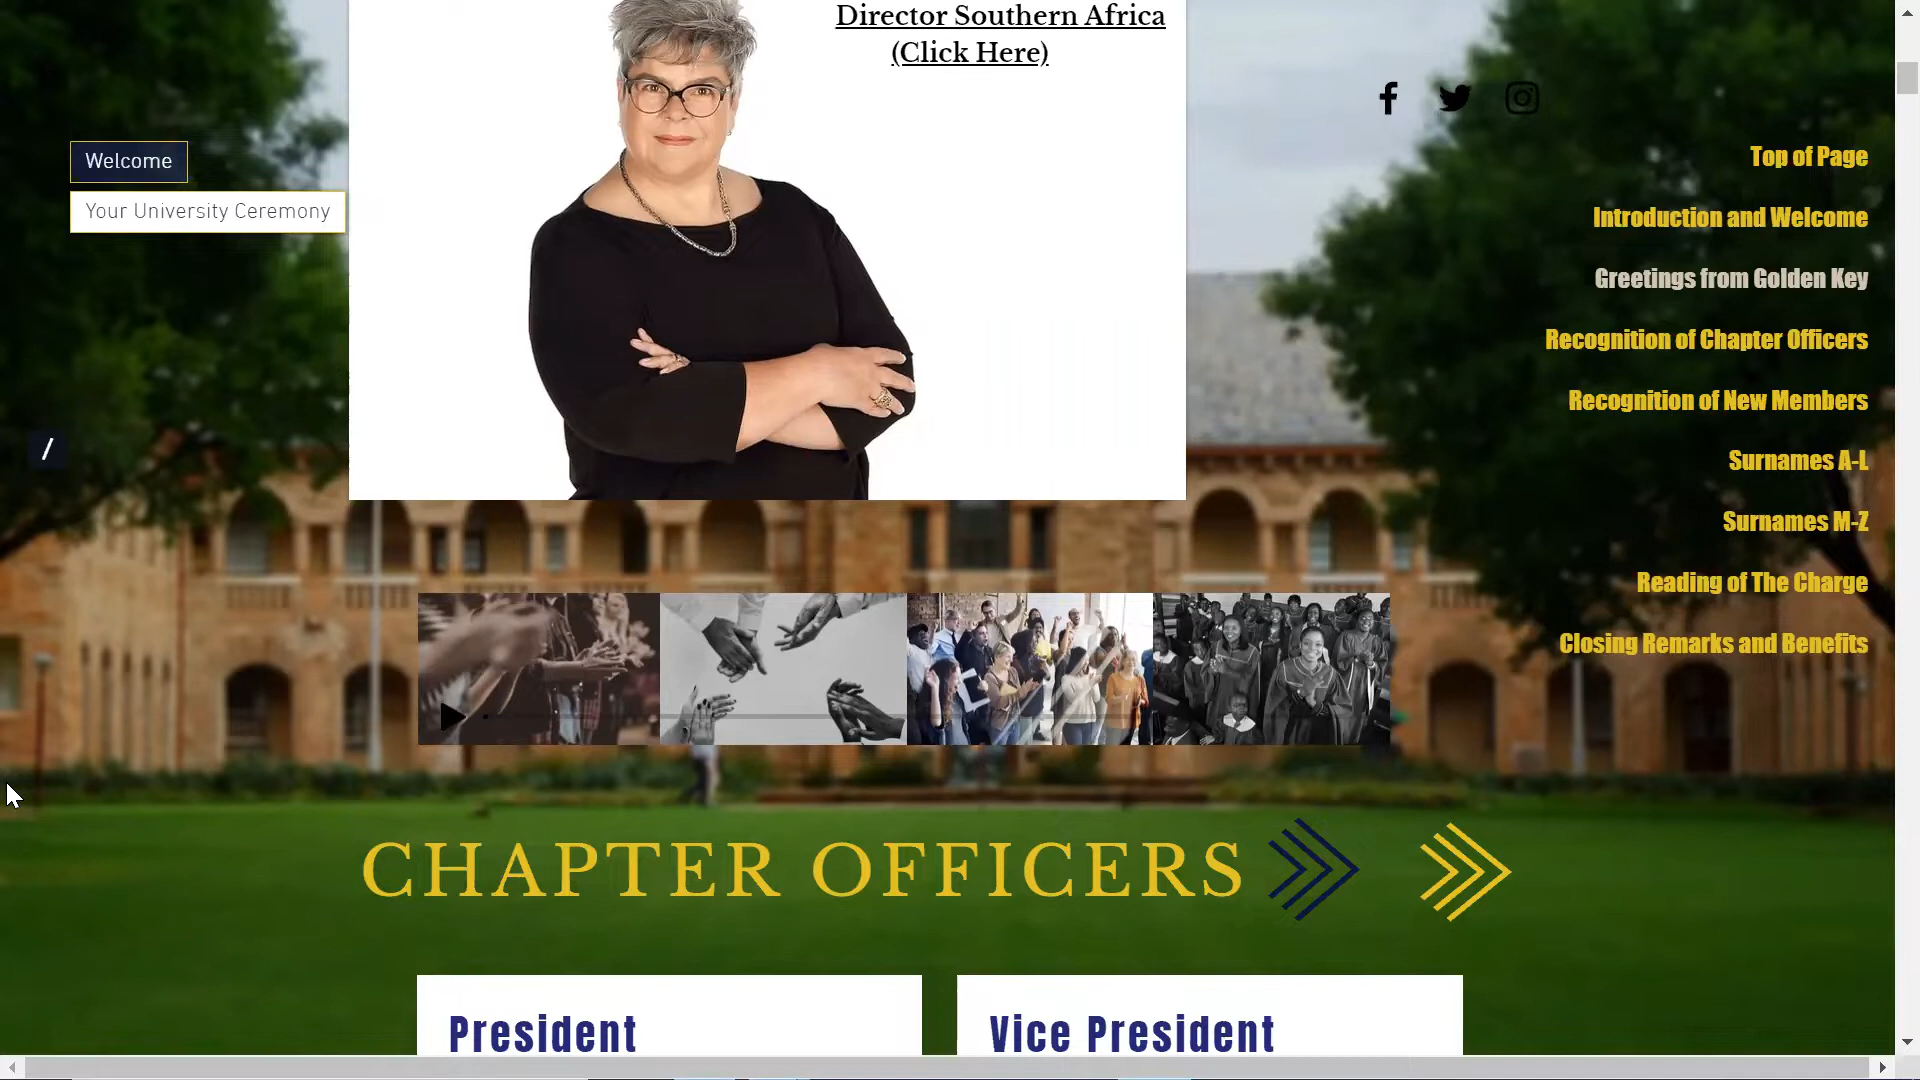 Director Southern Africa
(Click Here)
Welcome
Your University Ceremony
/
Top of Page
Introduction and Welcome
Greetings from Golden Key
Recognition of Chapter Officers
Recognition of New Members
Surnames A-L
Surnames M-Z
Reading of The Charge
Closing Remarks and Benefits
CHAPTER OFFICERS
President
Vice President